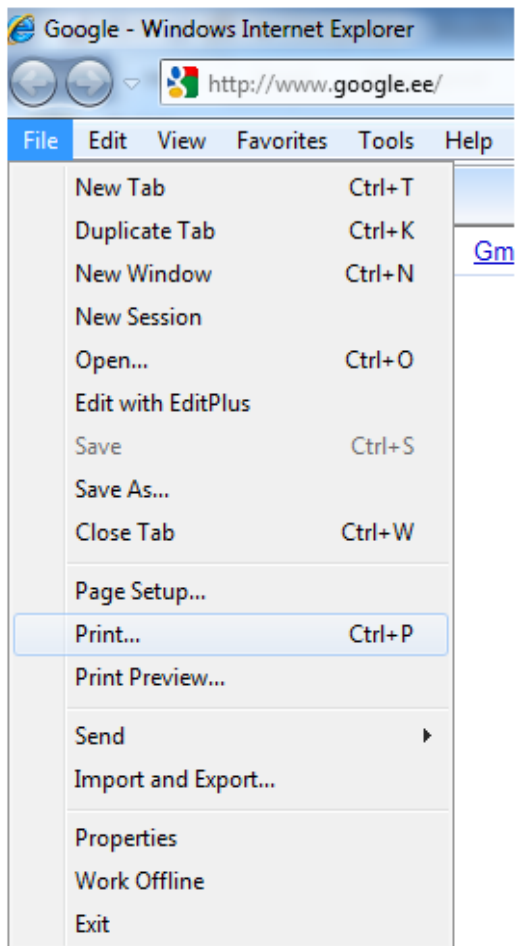 Google - Windows Internet Explorer
http://www.google.ee/
File Edit View Favorites Tools Help
New Tab Ctrl+T
Duplicate Tab Ctrl+K
Gm
New Window Ctrl+N
New Session
Open... Ctrl+O
Edit with EditPlus
Save Ctrl+S
Save As...
Close Tab Ctrl+W
Page Setup...
Print... Ctrl+P
Print Preview...
Send
Import and Export...
Properties
Work Offline
Exit